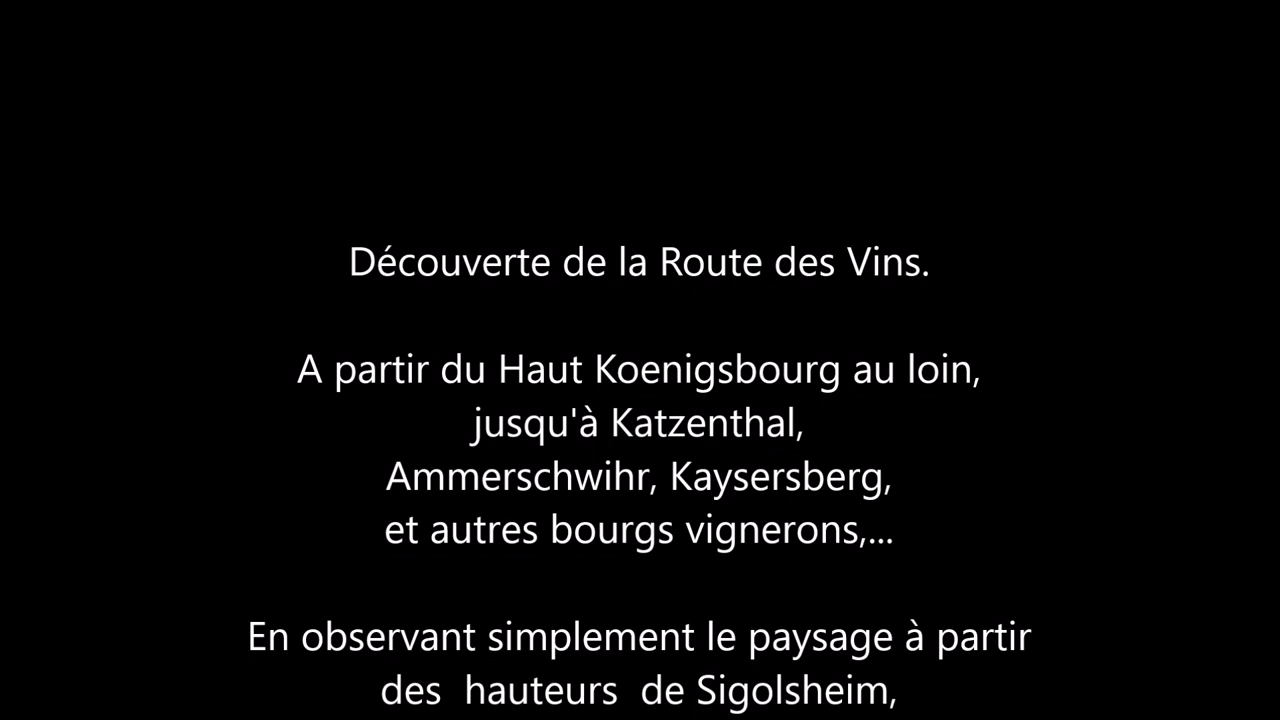 Découverte de la Route des Vins.
A partir du Haut Koenigsbourg au loin,
jusqu'à Katzenthal,
Ammerschwihr, Kaysersberg,
et autres bourgs vignerons,...
En observant simplement le paysage à partir
des  hauteurs  de Sigolsheim,